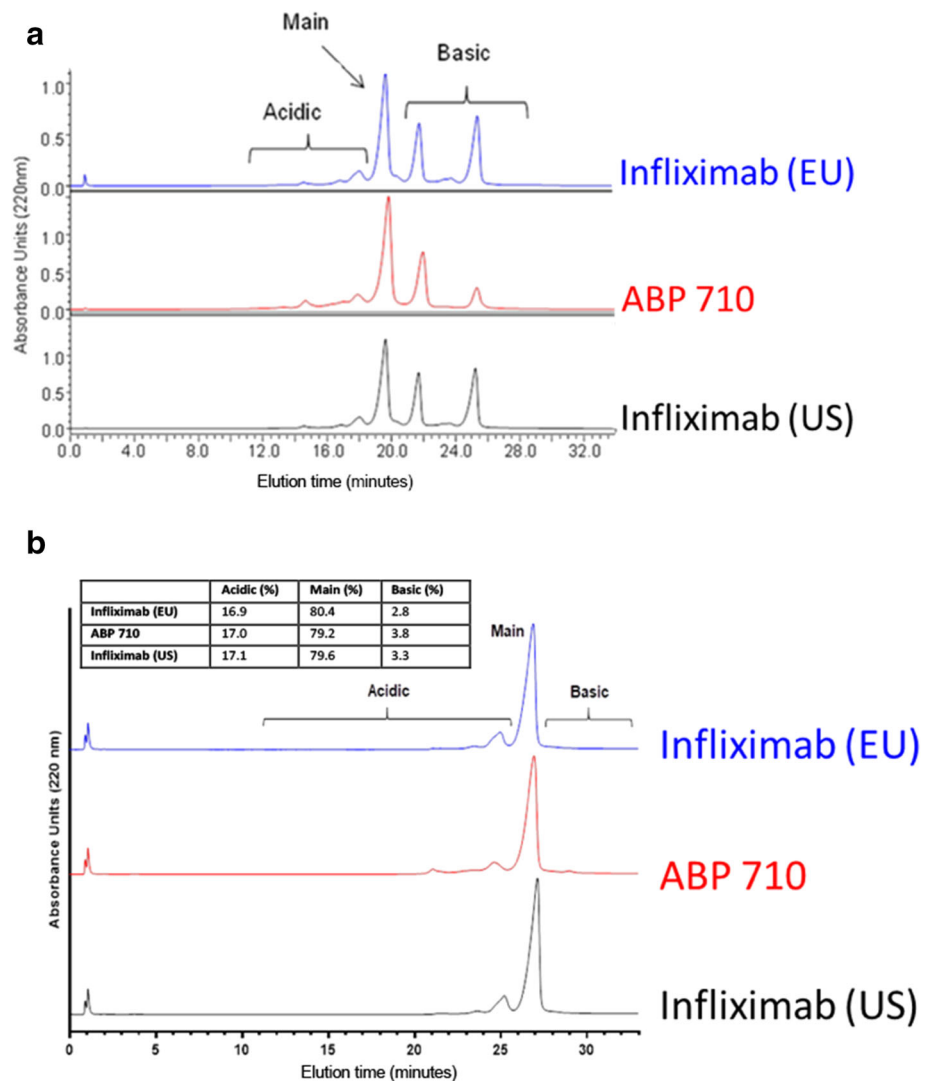 a
Main
Basic
Acidic
Absorbance Units (220nm)
1.0
0.5
0.0
Infliximab (EU)
1.0
0.5
0.0
ABP 710
1.0
0.5
0.0
Infliximab (US)
0.0 4.0 8.0 12.0 16.0 20.0 24.0 28.0 32.0
Elution time (minutes)
b
Acidic (%) Main (%) Basic (%)
Infliximab (EU) 16.9 80.4 2.8
ABP 710 17.0 79.2 3.8
Infliximab (US) 17.1 79.6 3.3
Main
Acidic
Basic
Absorbance Units (220 nm)
Infliximab (EU)
ABP 710
Infliximab (US)
0 5 10 15 20 25 30
Elution time (minutes)